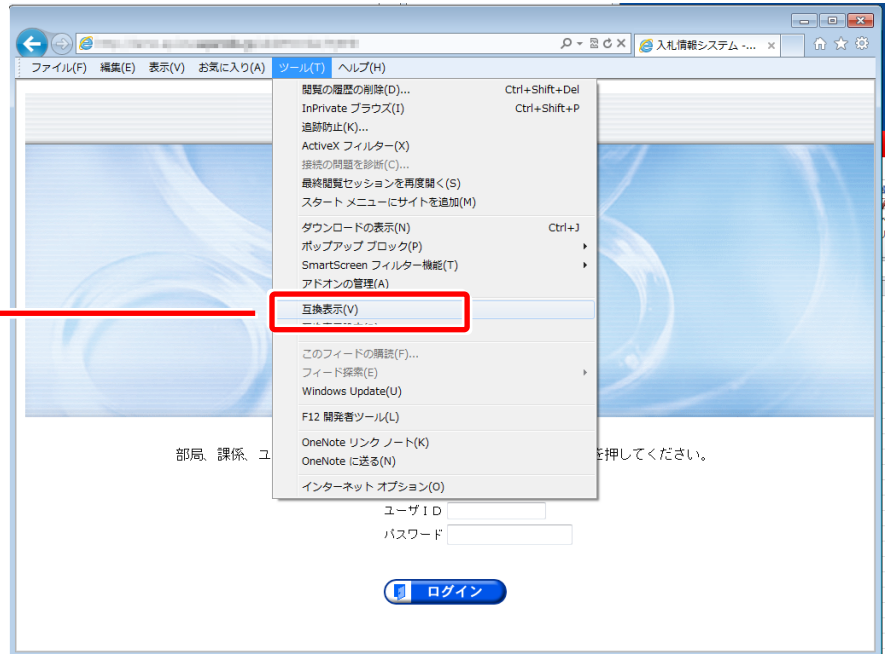 入札情報システム -...
ファイル(F) 編集(E) 表示(V) お気に入り(A) ツール(T) ヘルプ(H)
閲覧の履歴の削除(D)... Ctrl+Shift+Del
InPrivate ブラウズ(I) Ctrl+Shift+P
追跡防止(K)...
ActiveX フィルター(X)
接続の問題を診断(C)...
最終閲覧セッションを再度開く(S)
スタート メニューにサイトを追加(M)
ダウンロードの表示(N) Ctrl+J
ポップアップ ブロック(P)
SmartScreen フィルター機能(T)
アドオンの管理(A)
互換表示(V)
このフィードの購読(F)...
フィード探索(E)
Windows Update(U)
F12 開発者ツール(L)
OneNote リンク ノート(K)
OneNote に送る(N)
インターネット オプション(O)
部局、課係、ユ
を押してください。
ユーザID
パスワード
ログイン